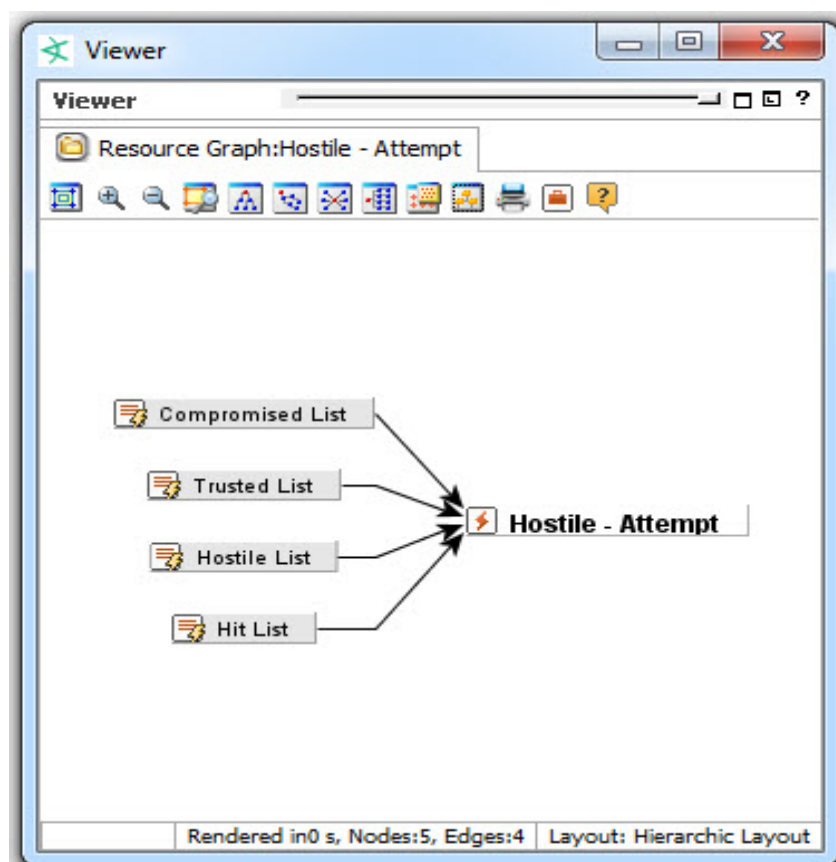 Viewer
Viewer
?
Resource Graph:Hostile - Attempt
?
Compromised List
Trusted List
Hostile - Attempt
Hostile List
Hit List
Rendered in0 s, Nodes:5, Edges:4 Layout: Hierarchic Layout